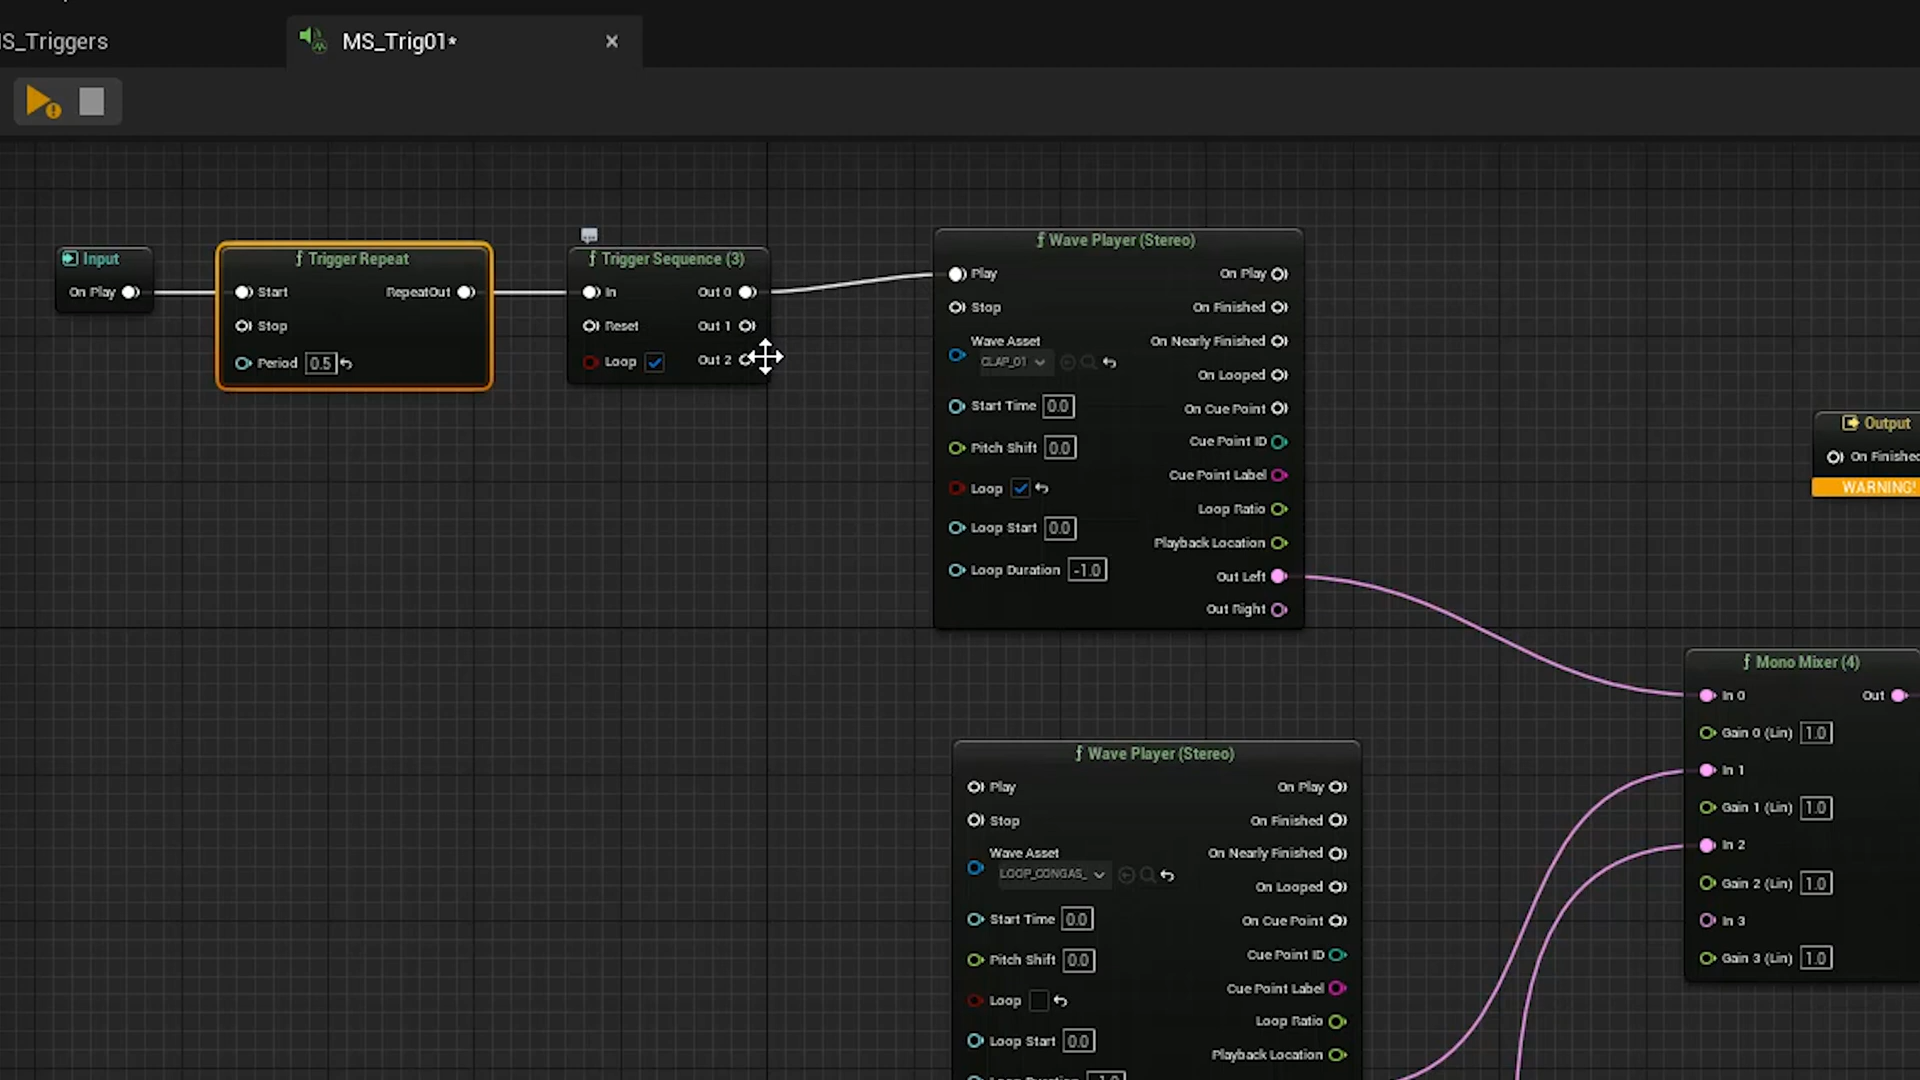 MS_Trig01*
Input
On Play
Trigger Repeat
Start
RepeatOut
Stop
Period 0.5
Trigger Sequence (3)
In
Out 0
Reset
Out 1
Loop
Out 2
Wave Player (Stereo)
Play
On Play
Stop
On Finished
Wave Asset
On Nearly Finished
CLAP_01
On Looped
Start Time 0.0
On Cue Point
Pitch Shift 0.0
Cue Point ID
Cue Point Label
Loop
Loop Ratio
Loop Start 0.0
Playback Location
Loop Duration -1.0
Out Left
Out Right
Output
On Finished
WARNING!
Wave Player (Stereo)
Play
On Play
Stop
On Finished
Wave Asset
On Nearly Finished
LOOP_CONGAS_
On Looped
Start Time 0.0
On Cue Point
Pitch Shift 0.0
Cue Point ID
Cue Point Label
Loop
Loop Ratio
Loop Start 0.0
Playback Location
Mono Mixer (4)
In 0
Out
Gain 0 (Lin) 1.0
In 1
Gain 1 (Lin) 1.0
In 2
Gain 2 (Lin) 1.0
In 3
Gain 3 (Lin) 1.0